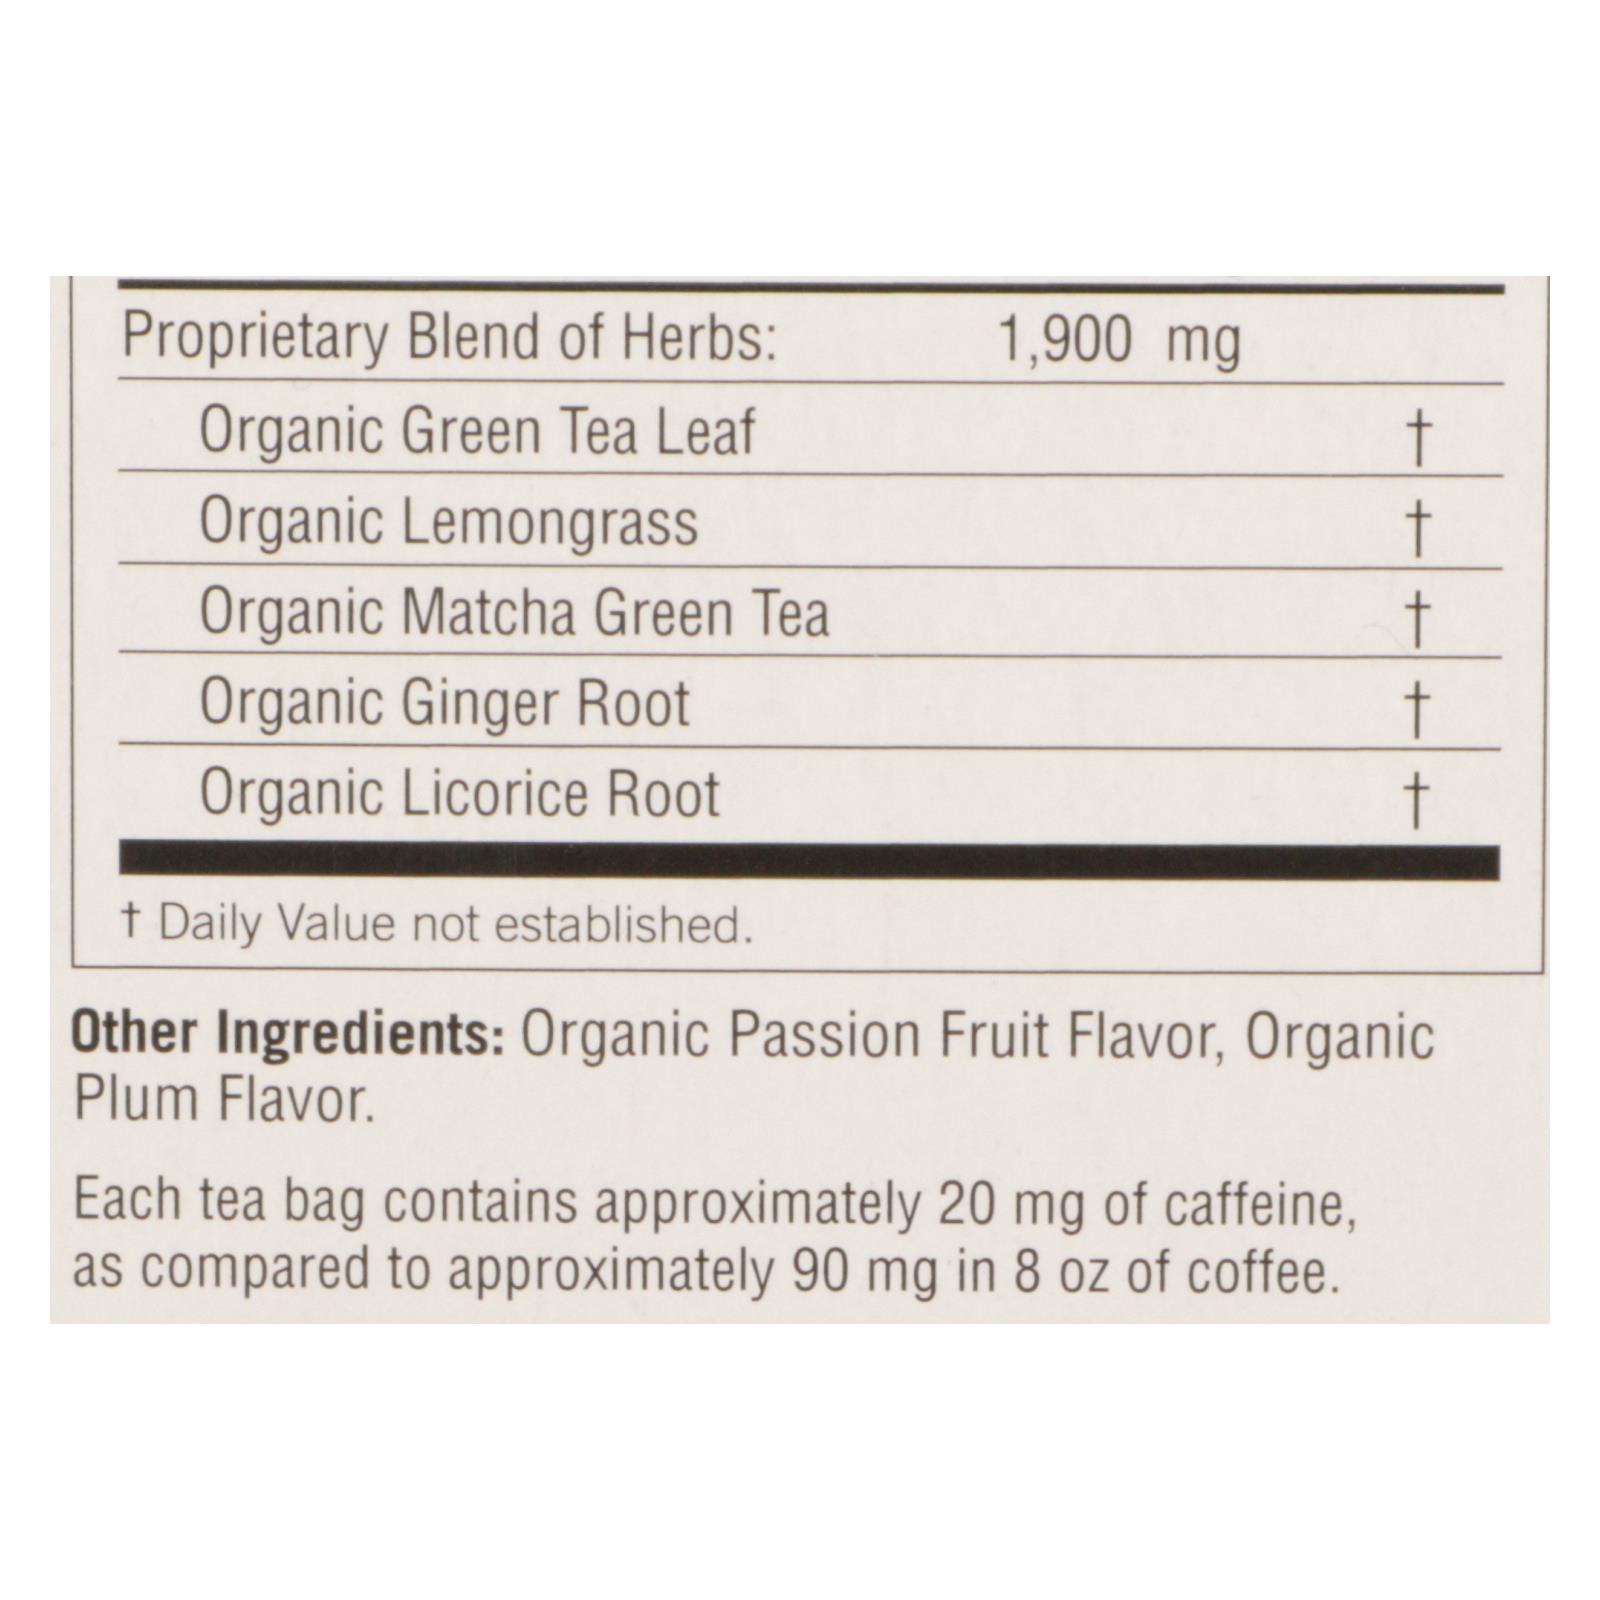 Proprietary Blend of Herbs: 1,900 mg
Organic Green Tea Leaf †
Organic Lemongrass †
Organic Matcha Green Tea †
Organic Ginger Root †
Organic Licorice Root †
† Daily Value not established.
Other Ingredients: Organic Passion Fruit Flavor, Organic
Plum Flavor.
Each tea bag contains approximately 20 mg of caffeine,
as compared to approximately 90 mg in 8 oz of coffee.